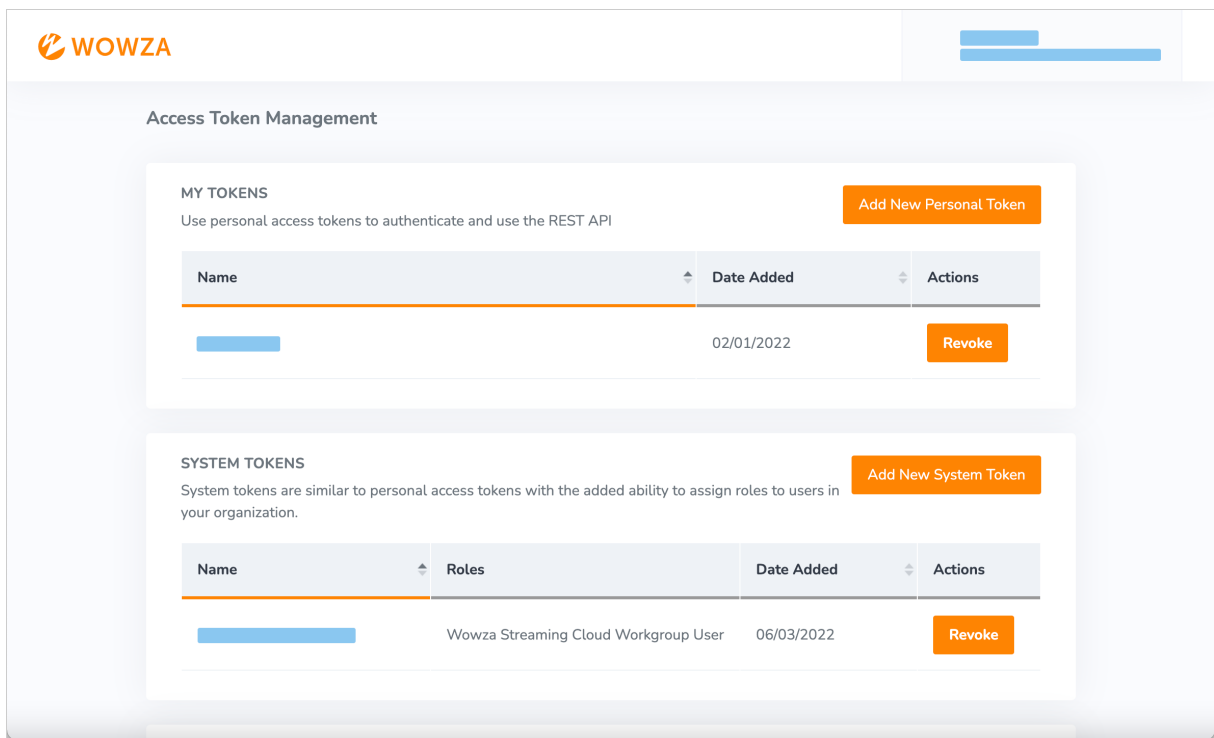 WOWZA
Access Token Management
MY TOKENS
Use personal access tokens to authenticate and use the REST API
Add New Personal Token
Name Date Added Actions
02/01/2022 Revoke
SYSTEM TOKENS
System tokens are similar to personal access tokens with the added ability to assign roles to users in
your organization.
Add New System Token
Name Roles Date Added Actions
Wowza Streaming Cloud Workgroup User 06/03/2022 Revoke